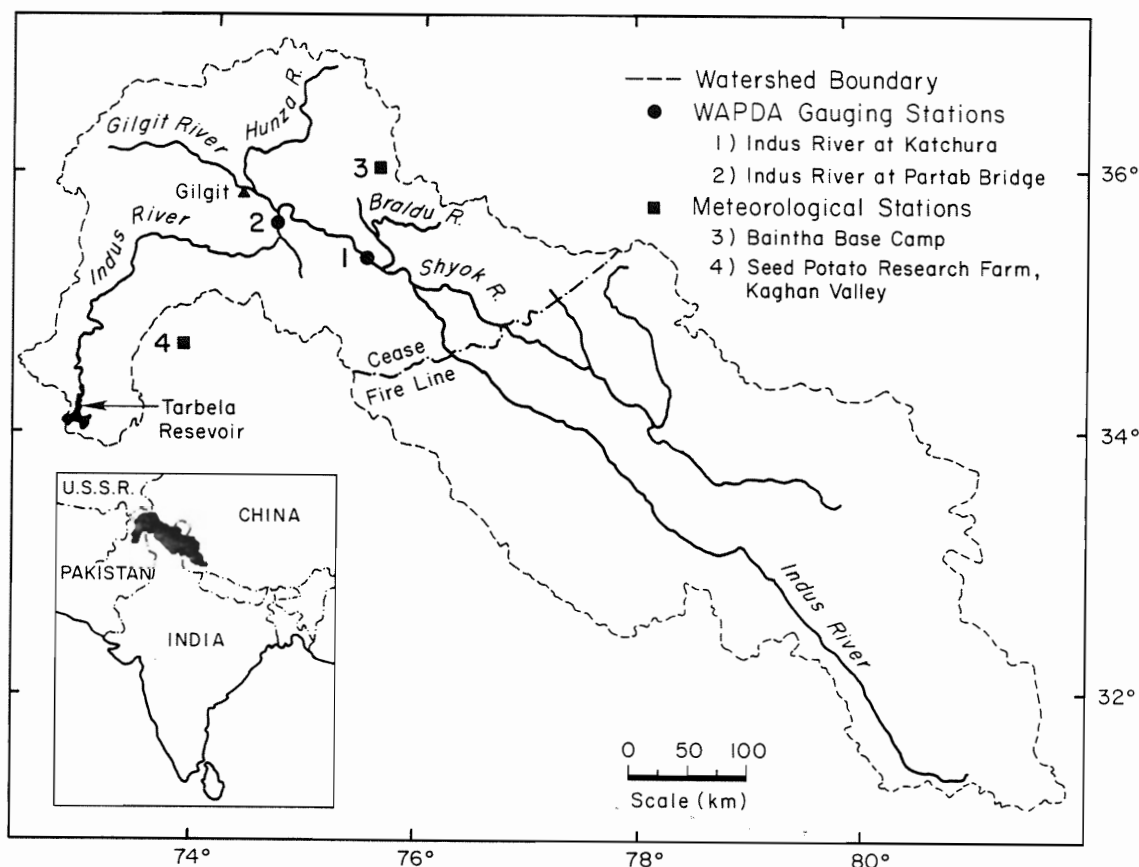 Watershed Boundary
WAPDA Gauging Stations
1) Indus River at Katchura
2) Indus River at Partab Bridge
Meteorological Stations
3) Baintha Base Camp
4) Seed Potato Research Farm,
Kaghan Valley
Hunza R.
Gilgit River
3
36°
Gilgit
Braldu R.
2
Indus River
1
Shyok R.
4
Cease
Fire Line
Tarbela
Resevoir
34°
U.S.S.R.
CHINA
PAKISTAN
INDIA
Indus River
32°
0 50 100
Scale (km)
74° 76° 78° 80°